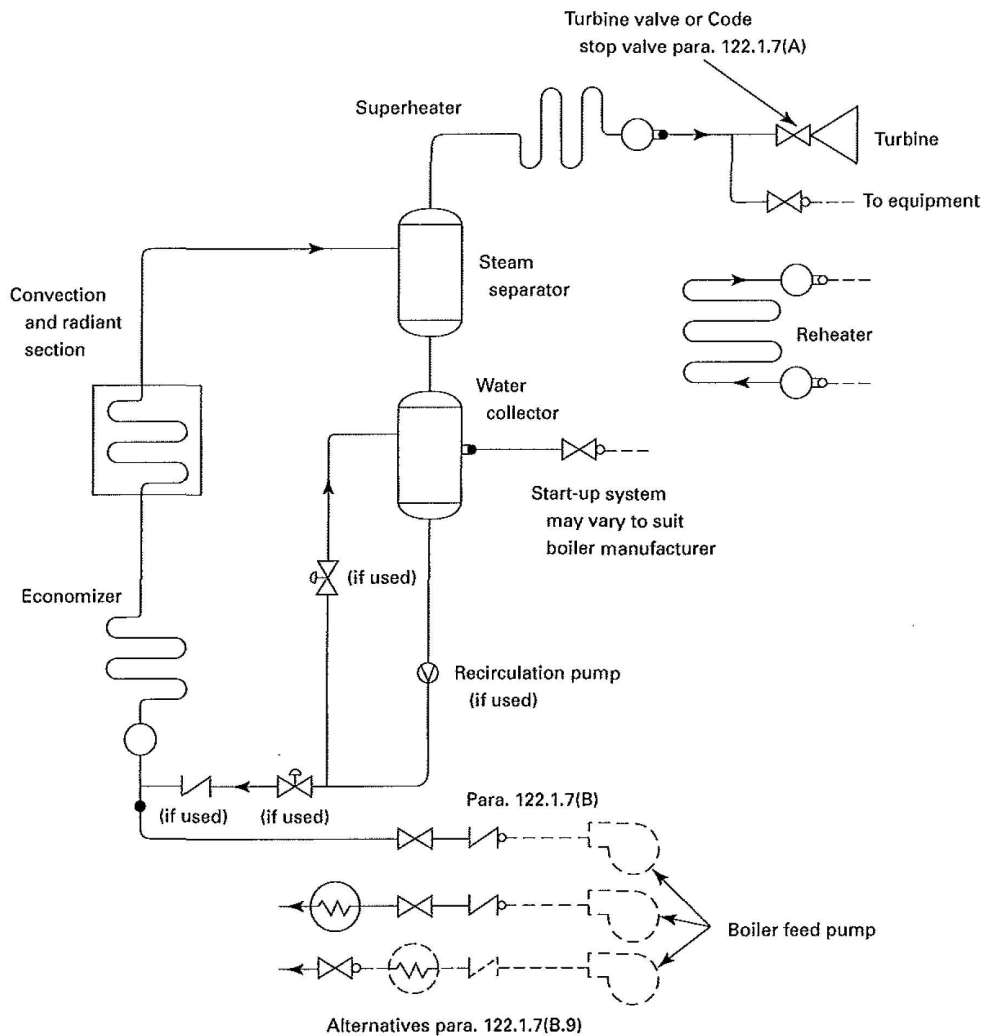 Turbine valve or Code
stop valve para. 122.1.7(A)
Superheater
Turbine
To equipment
Steam
separator
Convection
and radiant
section
Reheater
Water
collector
Start-up system
may vary to suit
boiler manufacturer
(if used)
Economizer
Recirculation pump
(if used)
(if used)
(if used)
Para. 122.1.7(B)
Boiler feed pump
Alternatives para. 122.1.7(B.9)